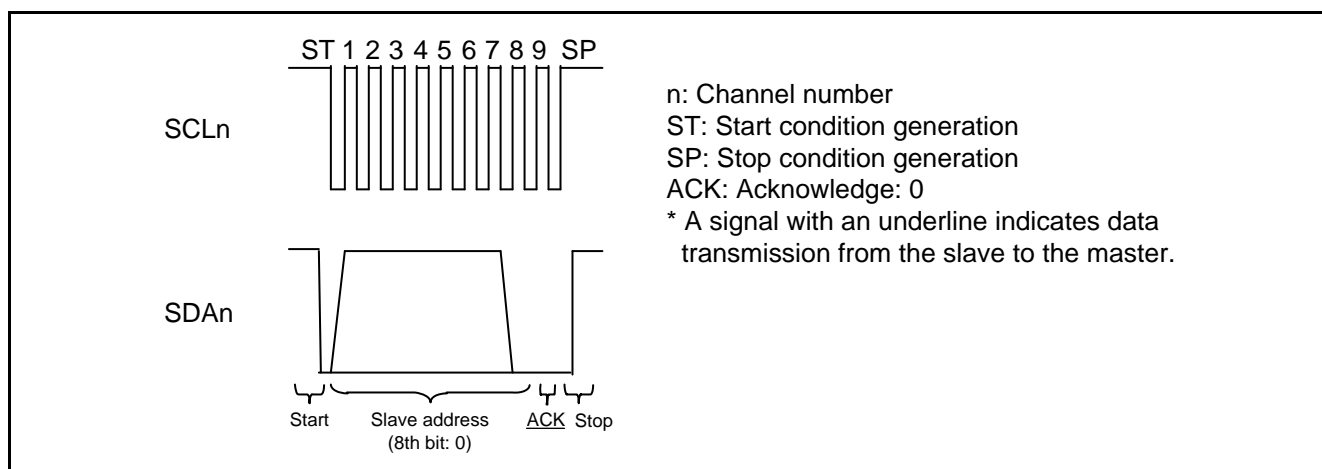 ST 1 2 3 4 5 6 7 8 9 SP
SCLn
n: Channel number
ST: Start condition generation
SP: Stop condition generation
ACK: Acknowledge: 0
* A signal with an underline indicates data
transmission from the slave to the master.
SDAn
Start
Slave address
(8th bit: 0)
ACK
Stop